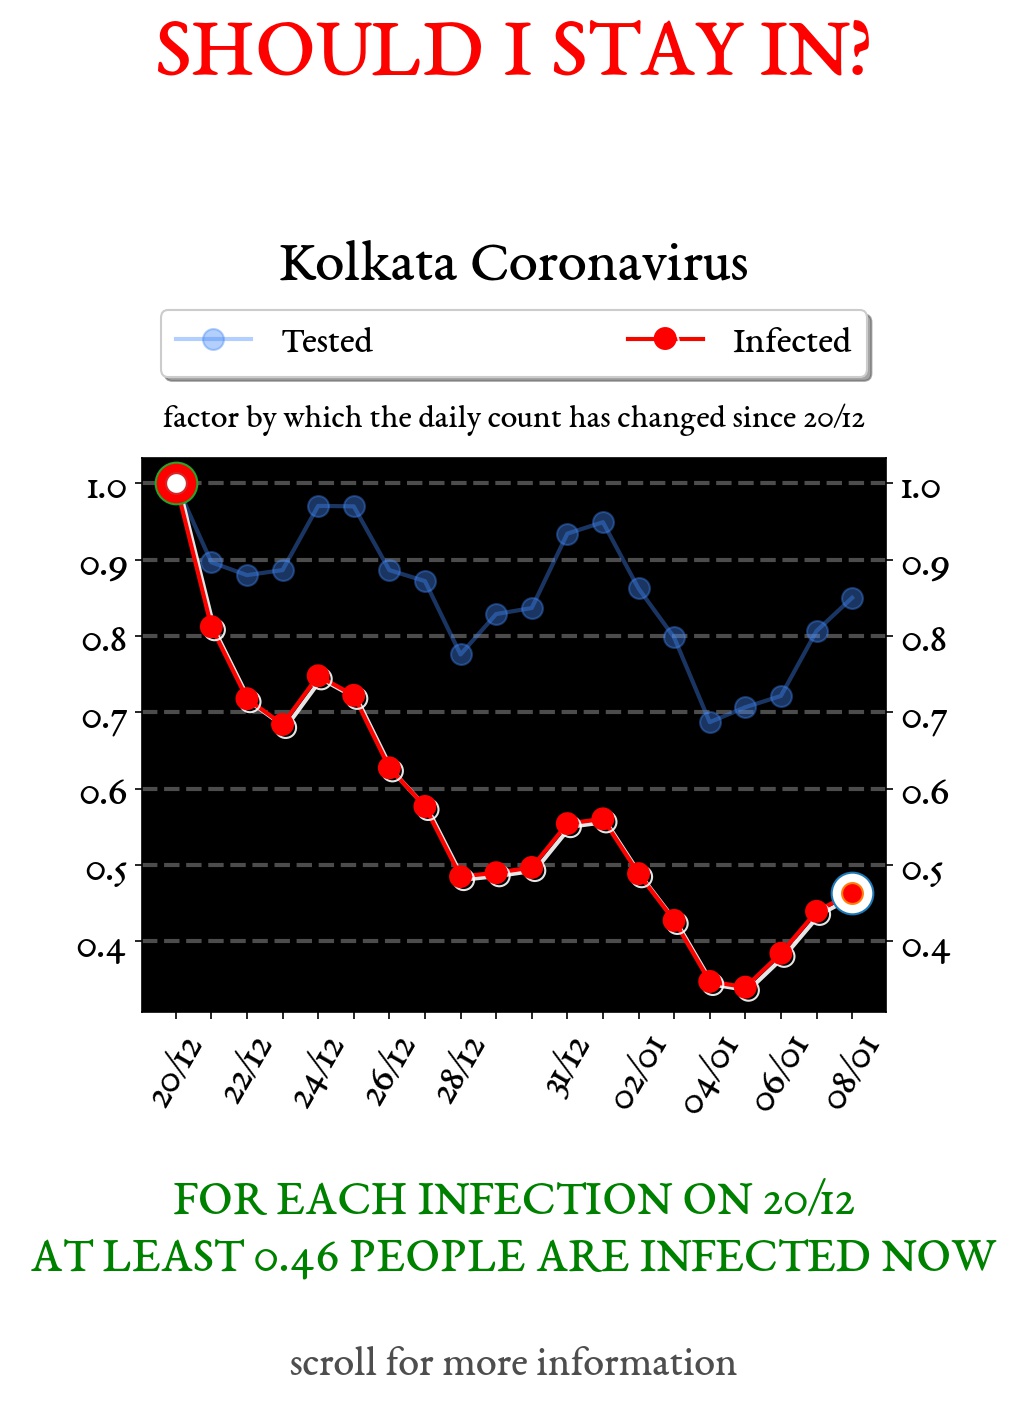 SHOULD I STAY IN?
Kolkata Coronavirus
Tested Infected
factor by which the daily count has changed since 20/12
1.0 1.0
0.9 0.9
0.8 0.8
0.7 0.7
0.6 0.6
0.5 0.5
0.4 0.4
20/12 22/12 24/12 26/12 28/12 31/12 02/01 04/01 06/01 08/01
FOR EACH INFECTION ON 20/12
AT LEAST 0.46 PEOPLE ARE INFECTED NOW
scroll for more information